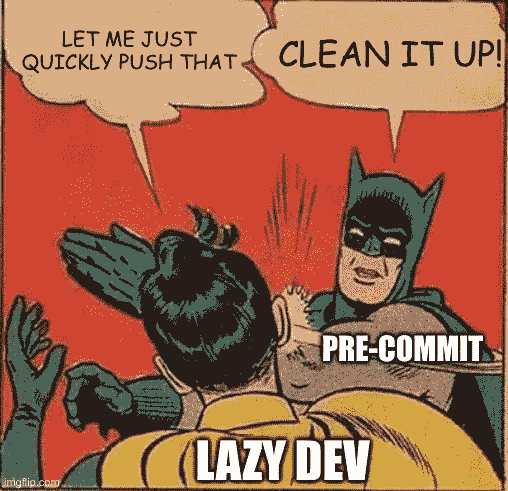 LET ME JUST
QUICKLY PUSH THAT
CLEAN IT UP!
PRE-COMMIT
LAZY DEV
imgflip.com